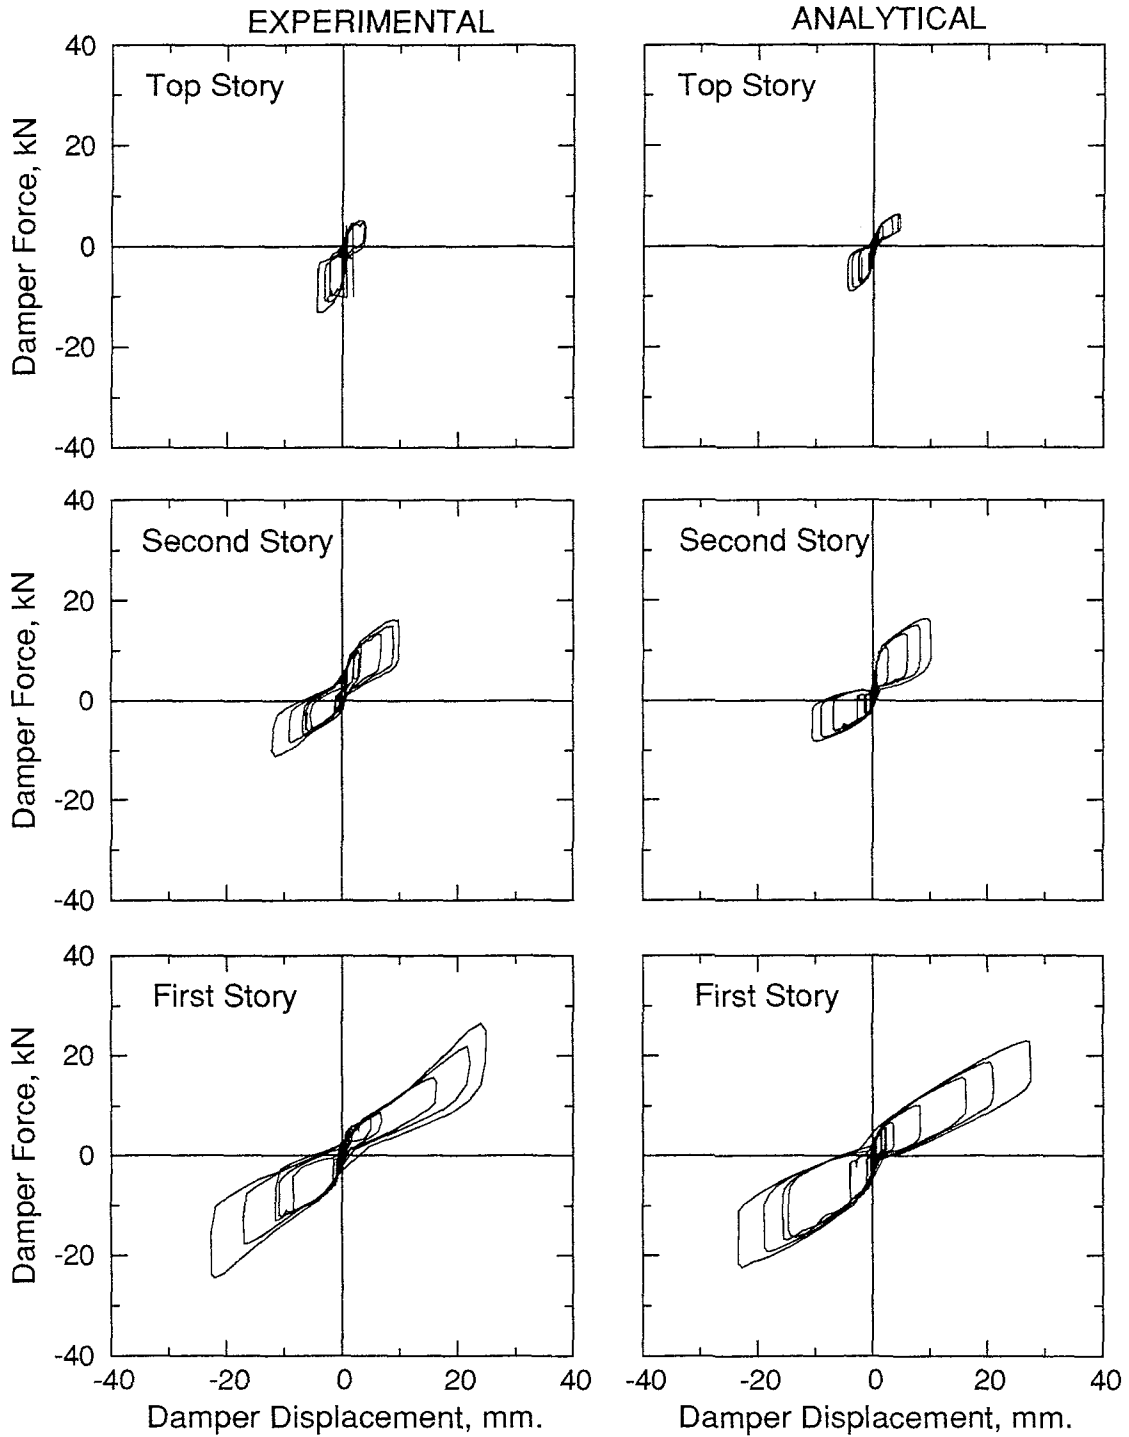 EXPERIMENTAL
ANALYTICAL
40
20
0
-20
-40
Damper Force, kN
Top Story
Top Story
40
20
0
-20
-40
Damper Force, kN
Second Story
Second Story
40
20
0
-20
-40
Damper Force, kN
First Story
First Story
-40 -20 0 20 40
-40 -20 0 20 40
Damper Displacement, mm.
Damper Displacement, mm.